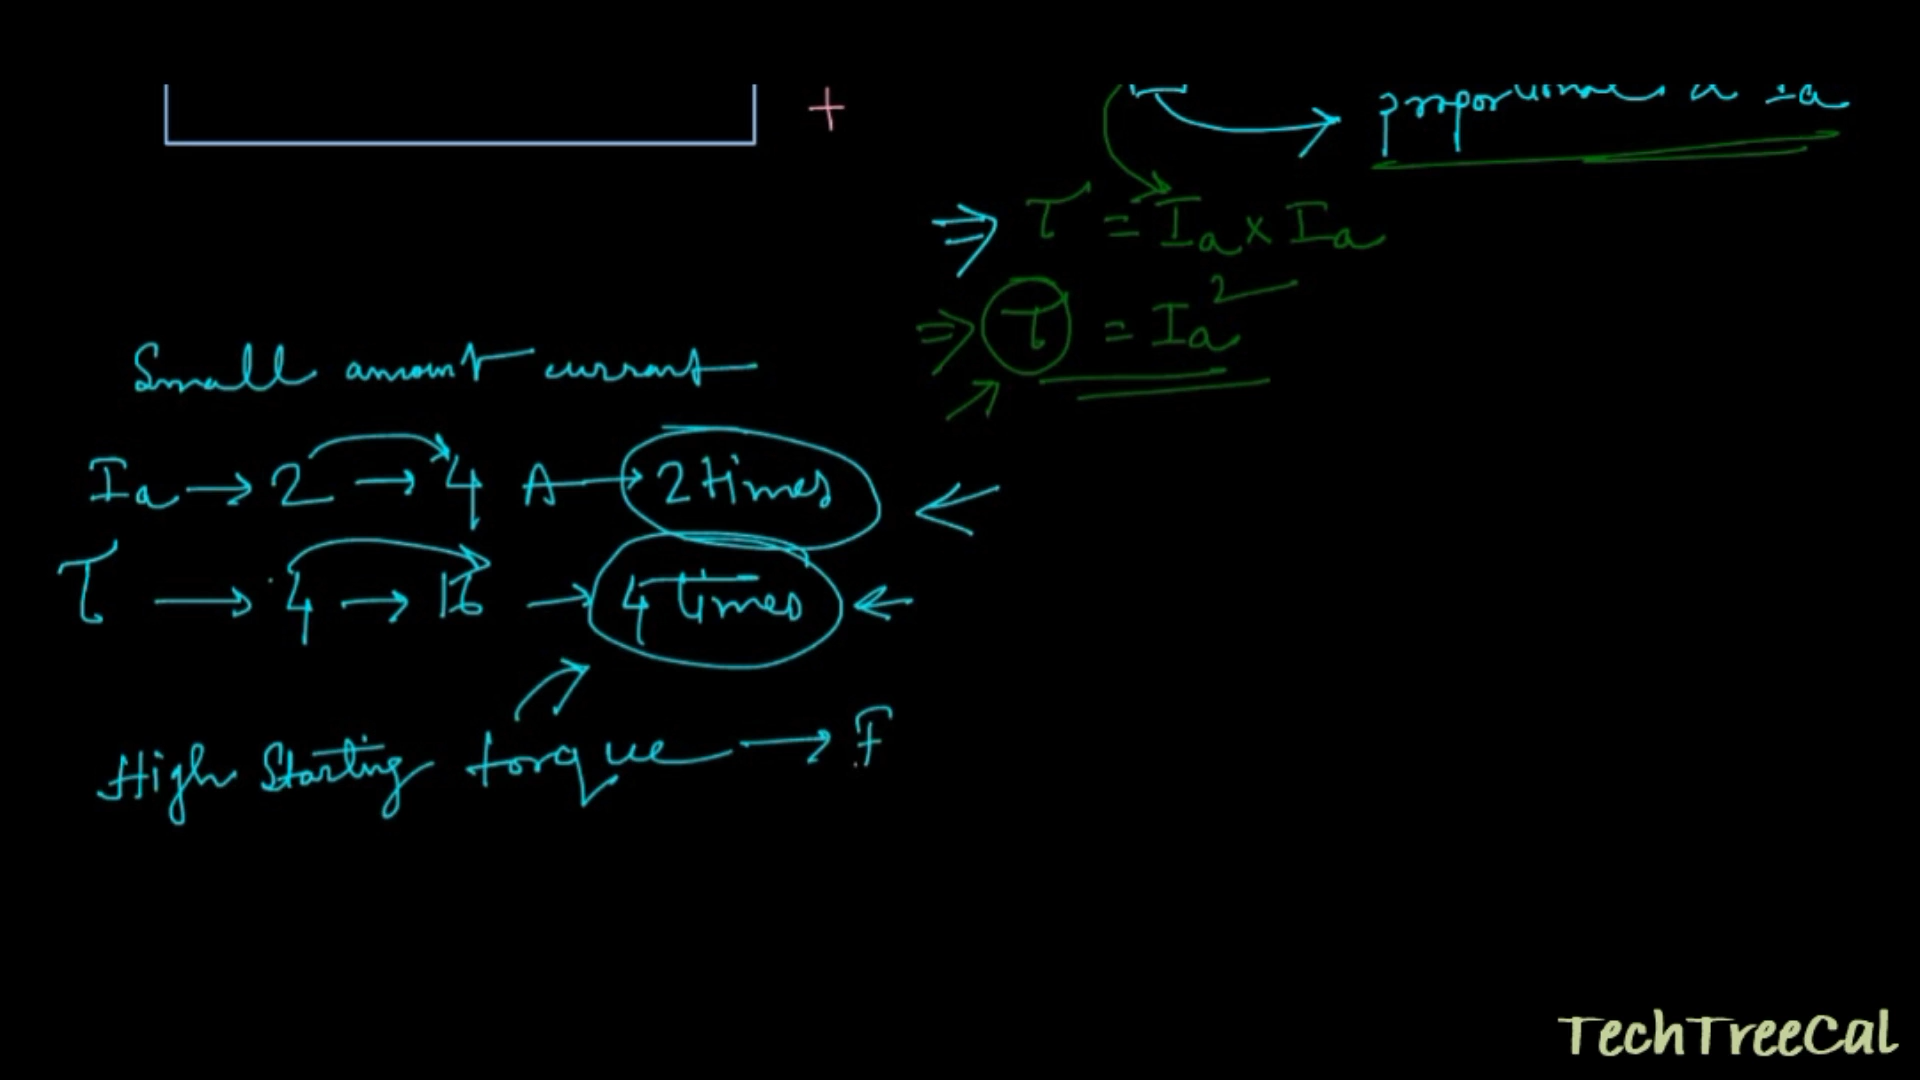 +
proportional α Ia
⇒ τ = Ia x Ia
⇒ τ = Ia²
Small amount current
Ia → 2 → 4 A → 2 times
τ → 4 → 16 → 4 times
High Starting torque → F
TechTreeCal